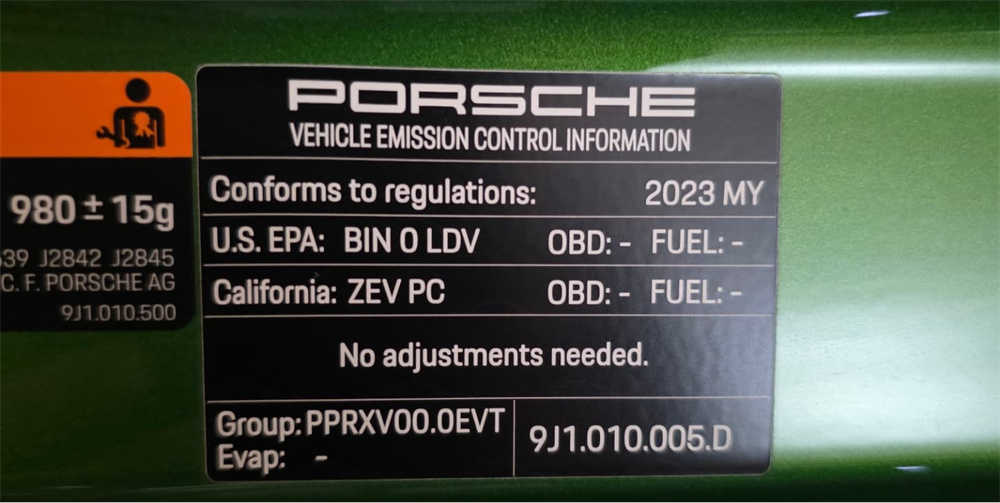 980 ± 15g
J2842 J2845
C. F. PORSCHE AG
9J1.010.500
PORSCHE
VEHICLE EMISSION CONTROL INFORMATION
Conforms to regulations: 2023 MY
U.S. EPA: BIN 0 LDV OBD: - FUEL: -
California: ZEV PC OBD: - FUEL: -
No adjustments needed.
Group: PPRXV00.0EVT
Evap: -
9J1.010.005.D